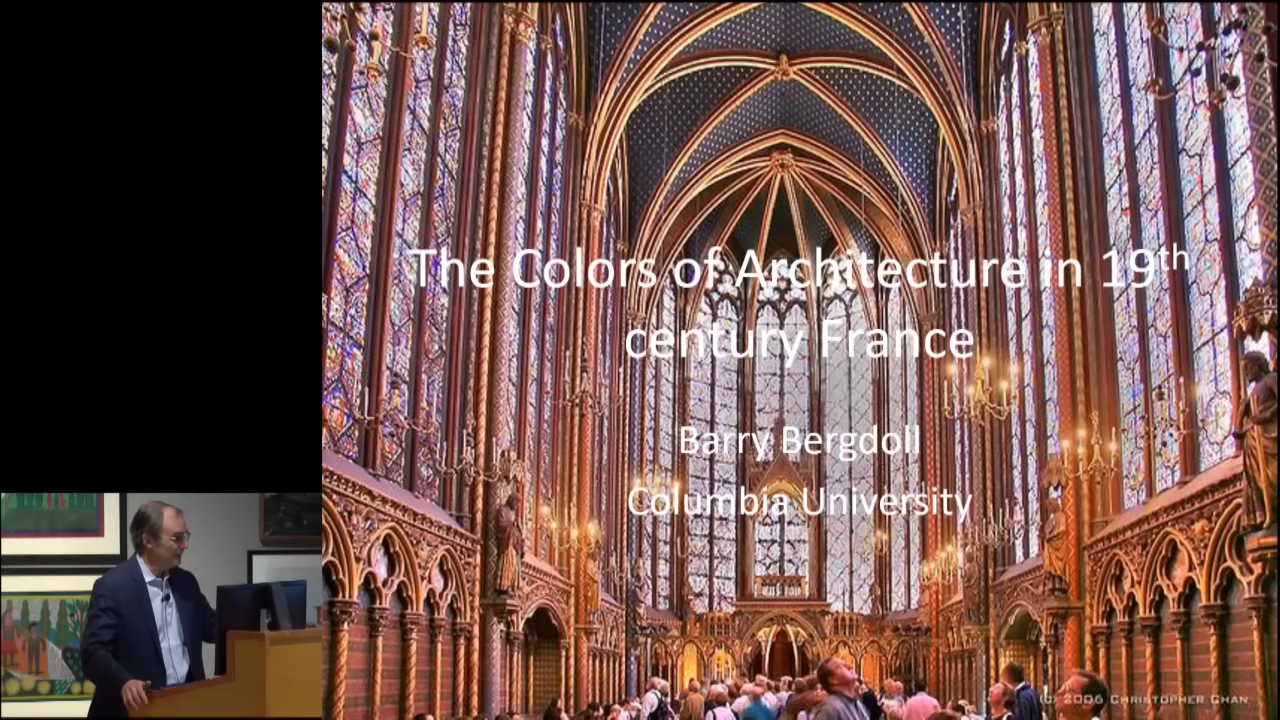 The Colors of Architecture in 19th
century France
Barry Bergdoll
Columbia University
(C) 2006 CHRISTOPHER CHAN